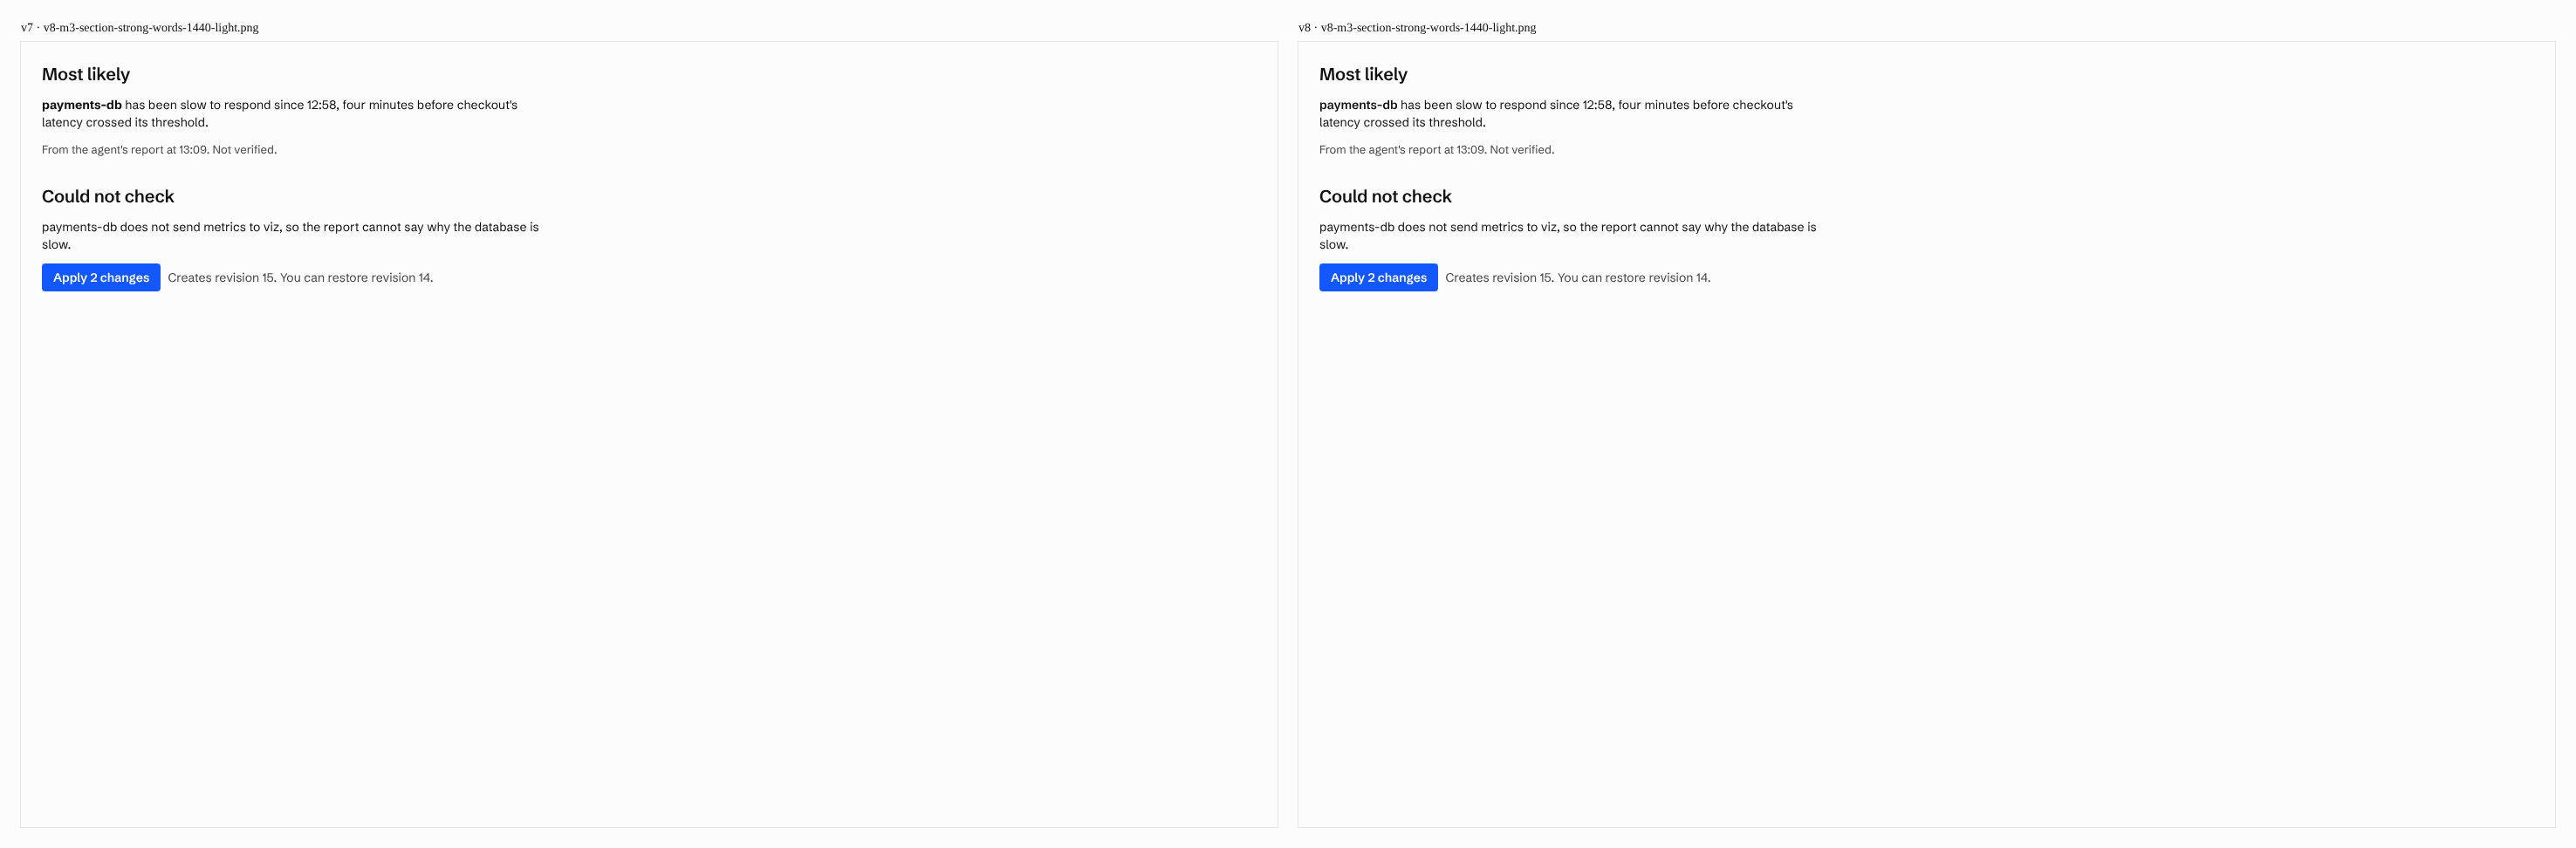 v7 · v8-m3-section-strong-words-1440-light.png
Most likely
payments-db has been slow to respond since 12:58, four minutes before checkout's
latency crossed its threshold.
From the agent's report at 13:09. Not verified.
Could not check
payments-db does not send metrics to viz, so the report cannot say why the database is
slow.
Apply 2 changes Creates revision 15. You can restore revision 14.
v8 · v8-m3-section-strong-words-1440-light.png
Most likely
payments-db has been slow to respond since 12:58, four minutes before checkout's
latency crossed its threshold.
From the agent's report at 13:09. Not verified.
Could not check
payments-db does not send metrics to viz, so the report cannot say why the database is
slow.
Apply 2 changes Creates revision 15. You can restore revision 14.